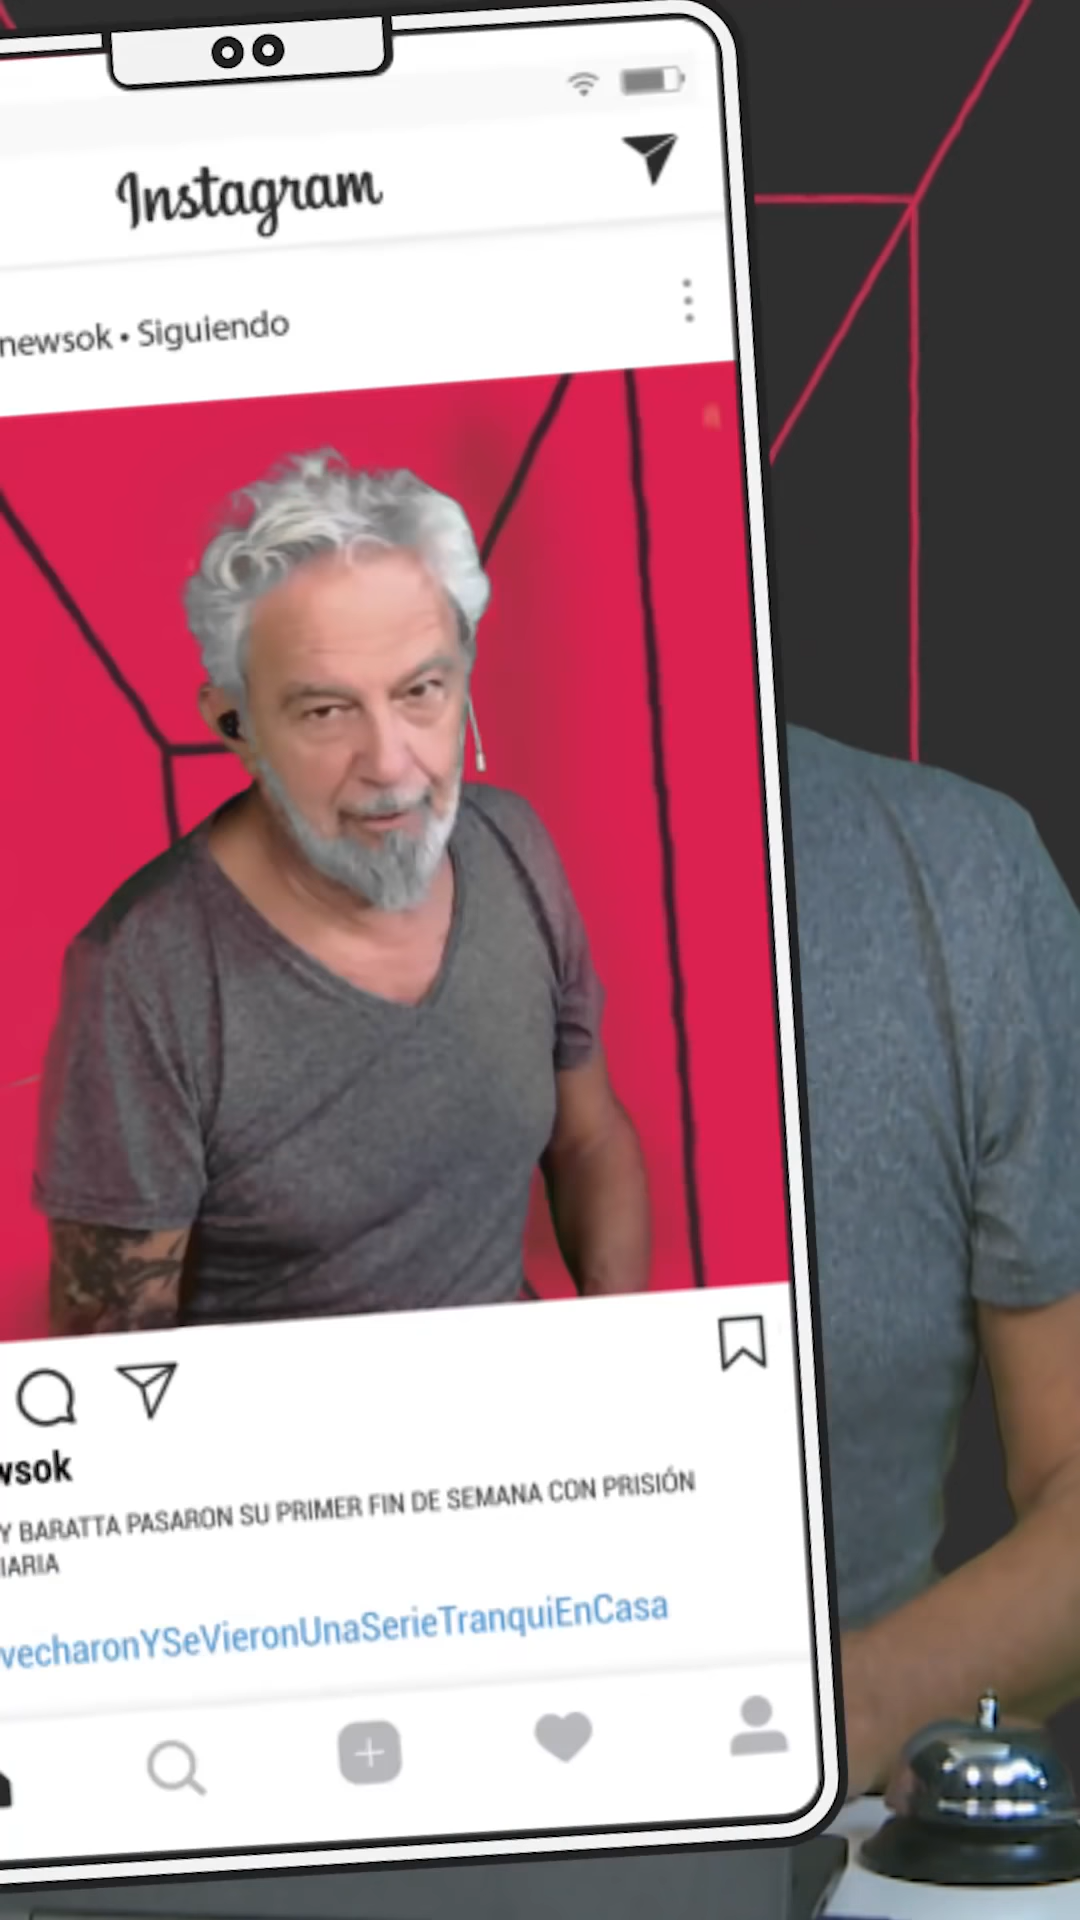 Instagram
newsok • Siguiendo
wsok
Y BARATTA PASARON SU PRIMER FIN DE SEMANA CON PRISIÓN
IARIA
vecharonYSeVieronUnaSerieTranquiEnCasa